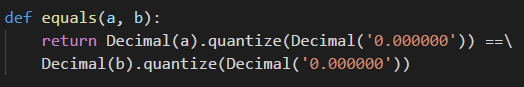 def equals(a, b):
    return Decimal(a).quantize(Decimal('0.000000')) ==\
    Decimal(b).quantize(Decimal('0.000000'))